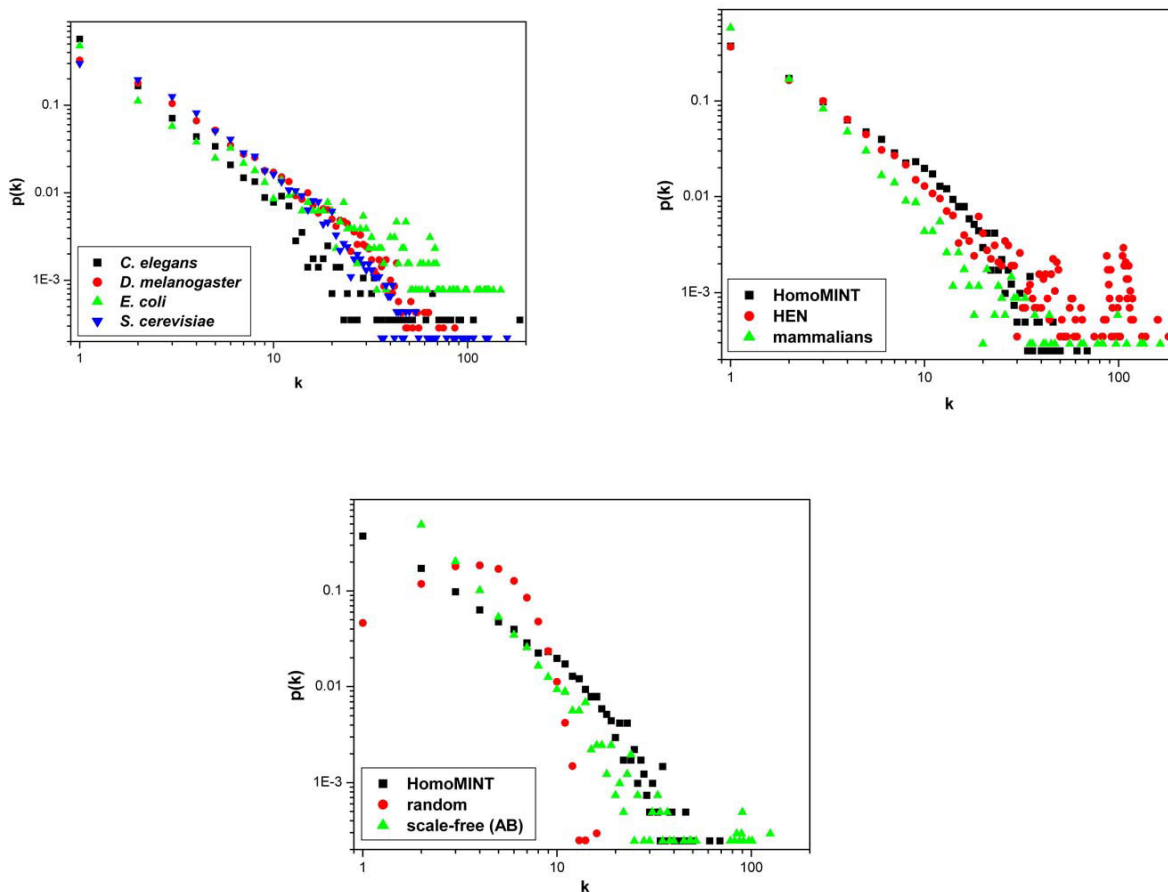 0.1
0.01
1E-3
p(k)
C. elegans
D. melanogaster
E. coli
S. cerevisiae
1
10
100
k
0.1
0.01
1E-3
p(k)
HomoMINT
HEN
mammalians
1
10
100
k
0.1
0.01
1E-3
p(k)
HomoMINT
random
scale-free (AB)
1
10
100
k